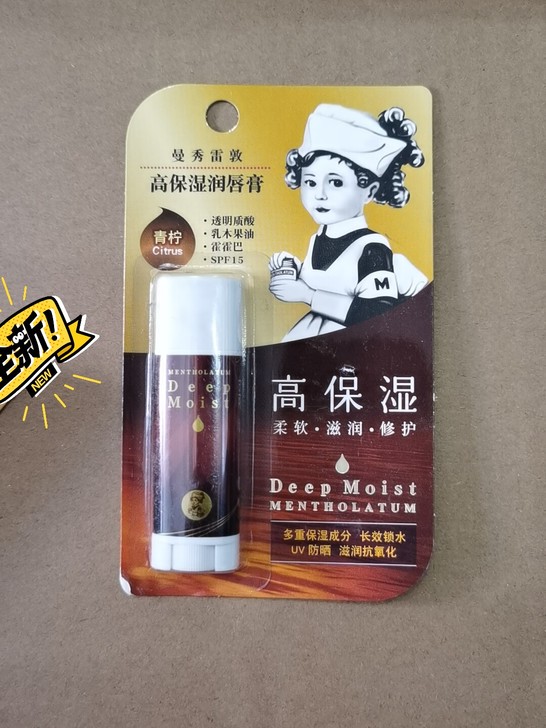 曼秀雷敦
高保湿润唇膏
青柠
Citrus
·透明质酸
·乳木果油
·霍霍巴
·SPF15
M
全新!
NEW
MENTHOLATUM
Deep
Moist
高保湿
柔软·滋润·修护
Deep Moist
MENTHOLATUM
多重保湿成分 长效锁水
UV 防晒 滋润抗氧化